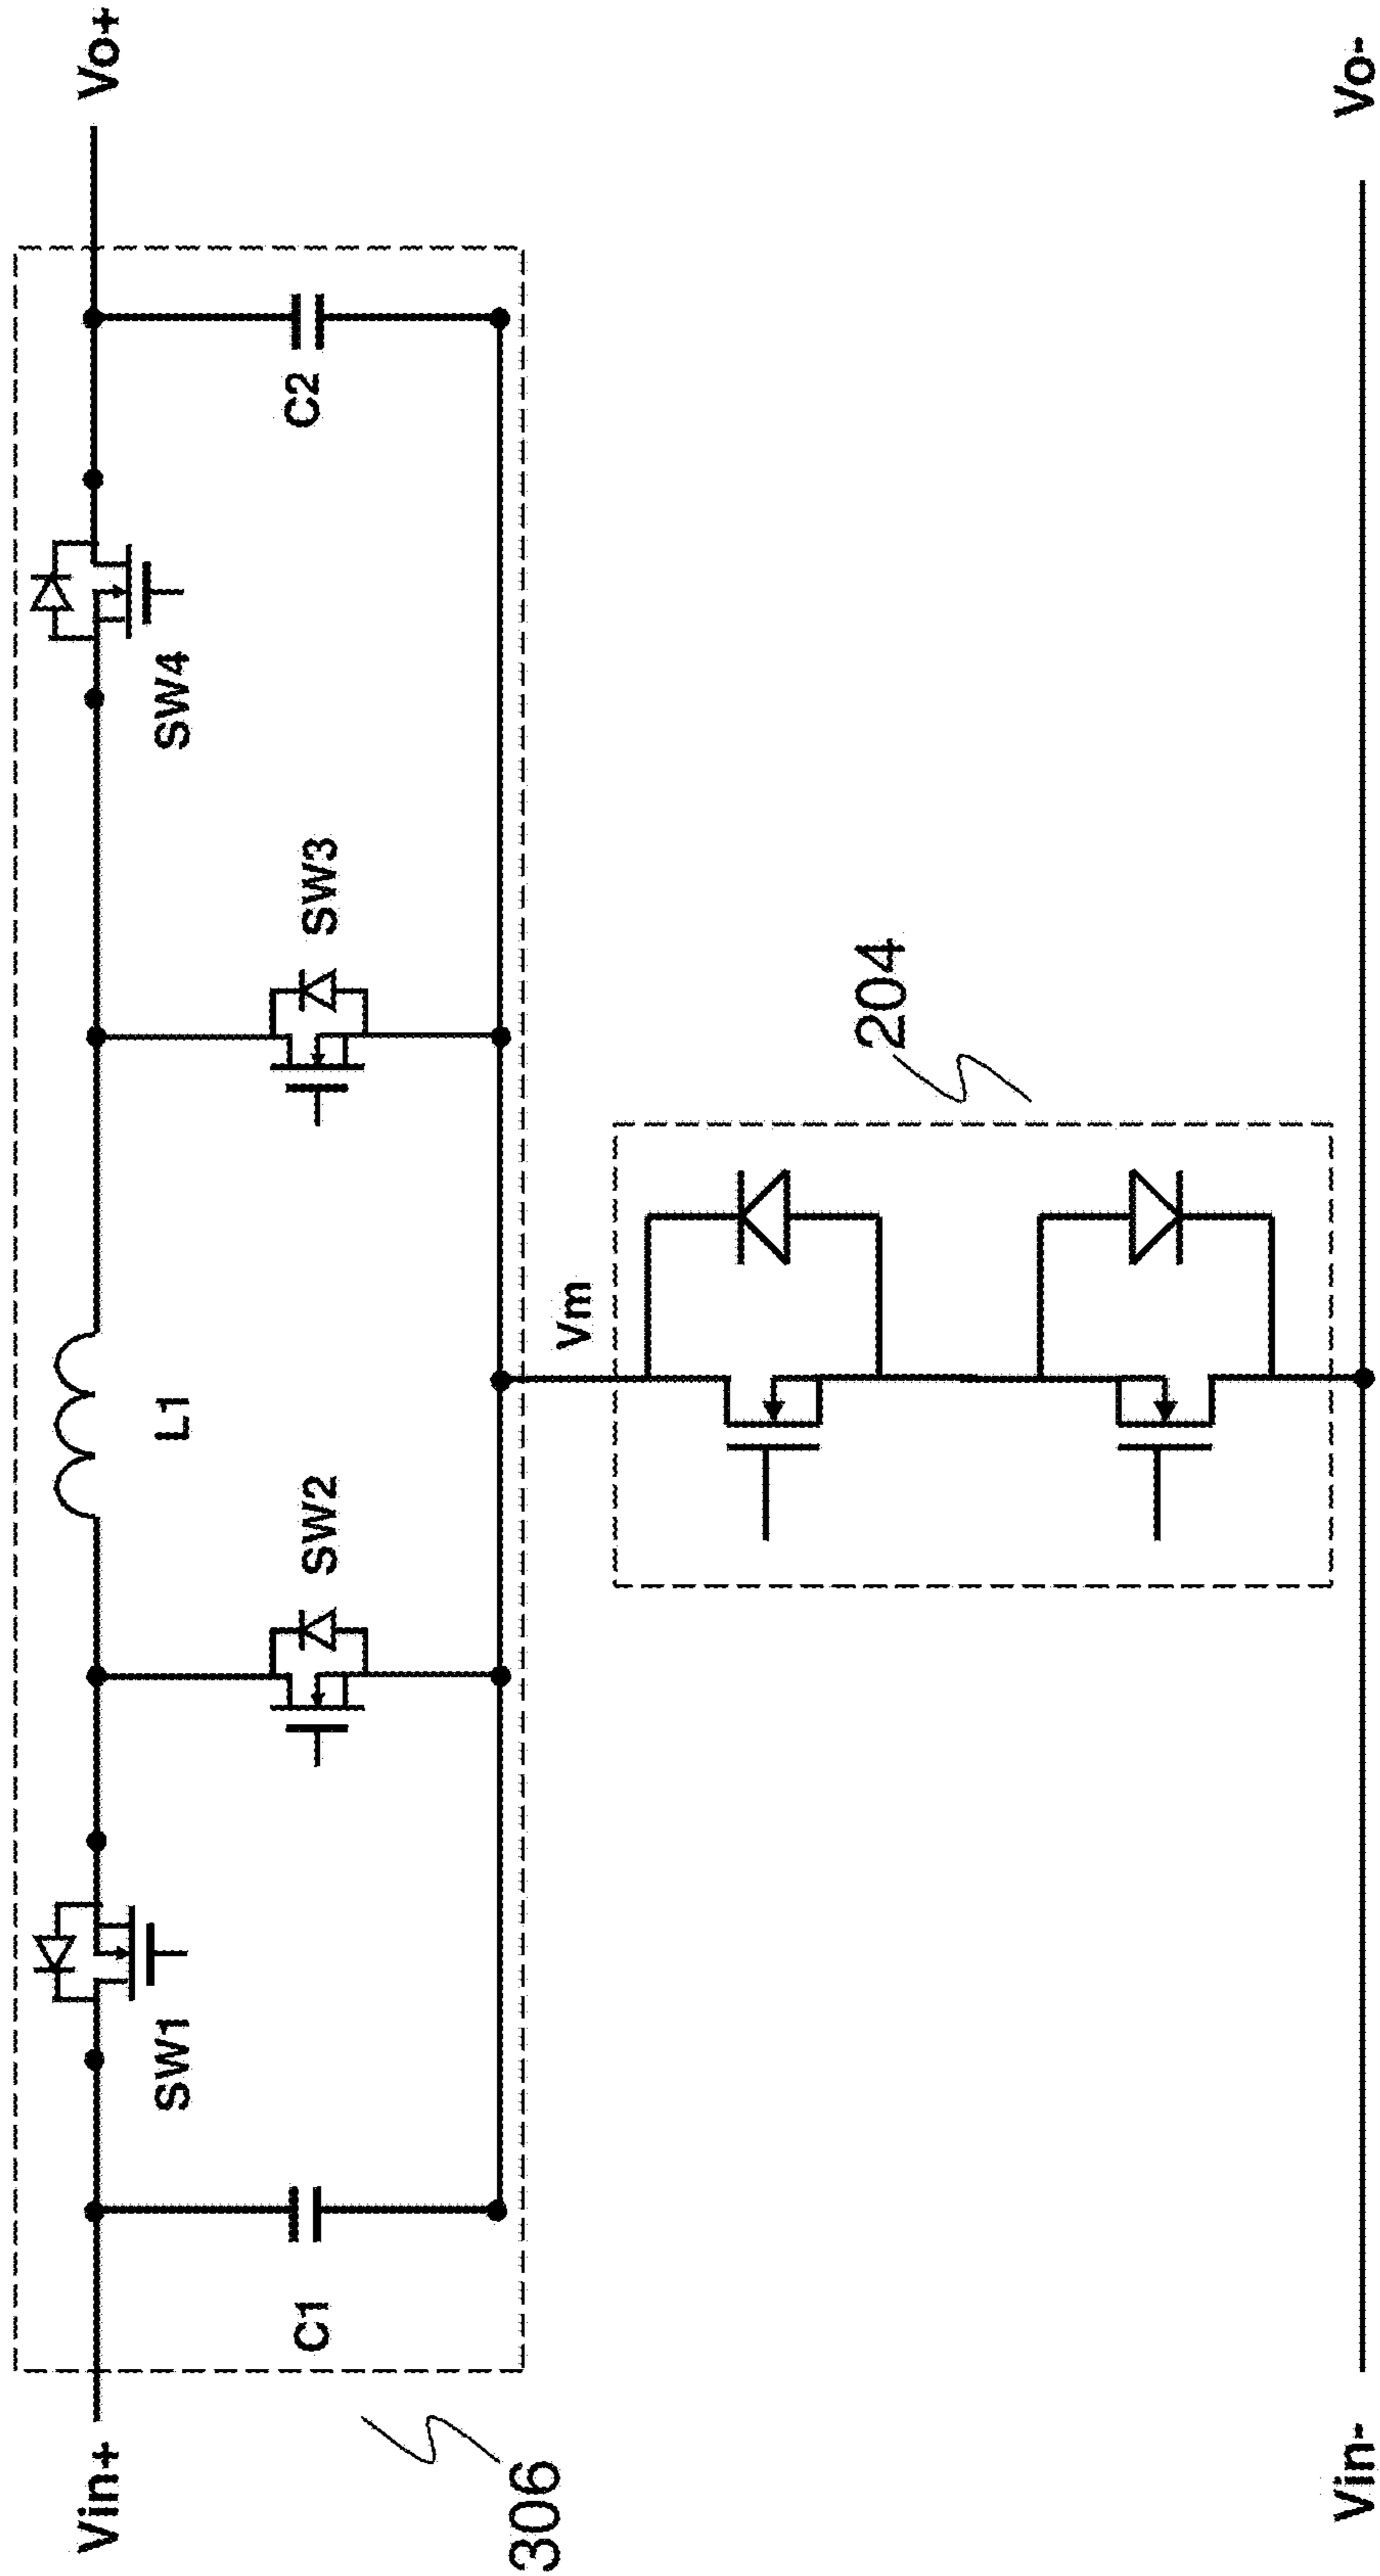 Vin+
Vo+
SW1
L1
SW4
C1
SW2
SW3
C2
306
Vm
204
Vin-
Vo-